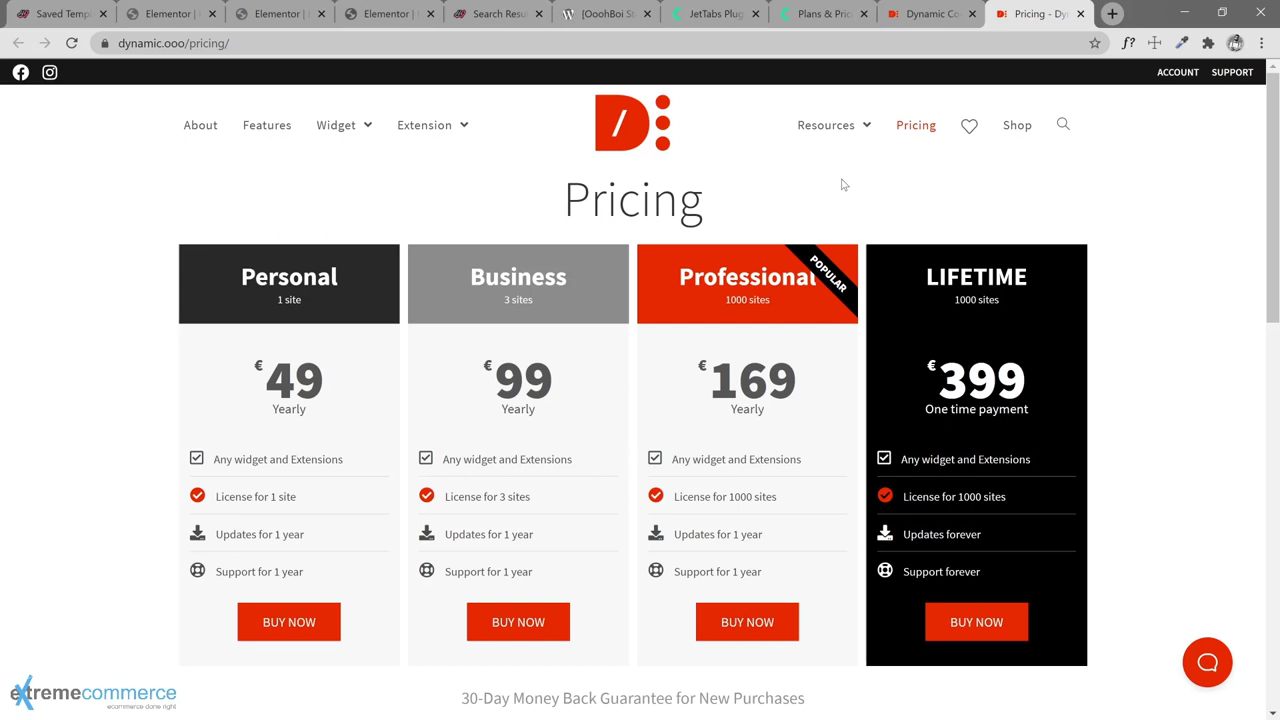 Saved Temp
Elementor
Elementor
Elementor
Search Resu
[OoohBoi St
JetTabs Plug
Plans & Pric
Dynamic Co
Pricing - Dyn
dynamic.ooo/pricing/
ACCOUNT SUPPORT
About Features Widget Extension
Resources Pricing Shop
Pricing
Personal
1 site
€ 49
Yearly
Any widget and Extensions
License for 1 site
Updates for 1 year
Support for 1 year
BUY NOW
Business
3 sites
€ 99
Yearly
Any widget and Extensions
License for 3 sites
Updates for 1 year
Support for 1 year
BUY NOW
Professional
POPULAR
1000 sites
€ 169
Yearly
Any widget and Extensions
License for 1000 sites
Updates for 1 year
Support for 1 year
BUY NOW
LIFETIME
1000 sites
€ 399
One time payment
Any widget and Extensions
License for 1000 sites
Updates forever
Support forever
BUY NOW
30-Day Money Back Guarantee for New Purchases
extremecommerce
ecommerce done right